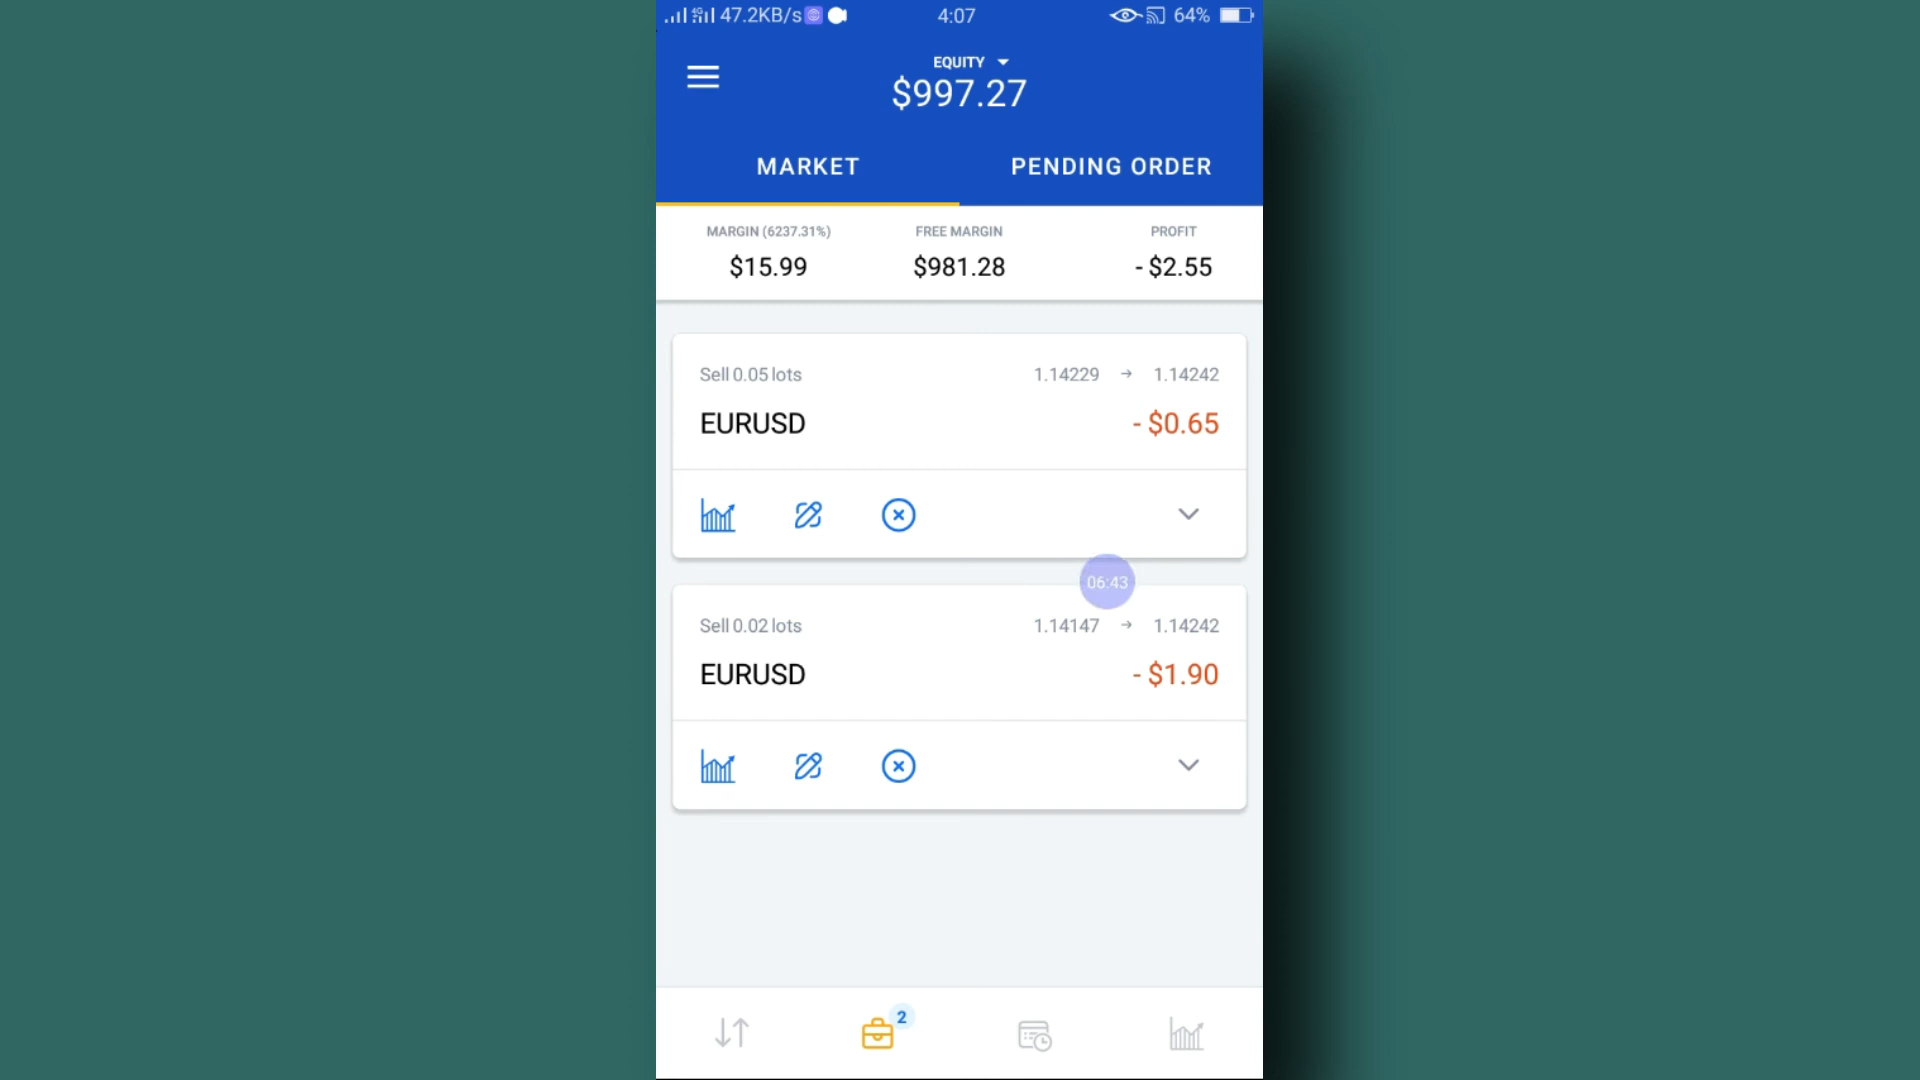 47.2KB/s 4:07 64%
EQUITY
$997.27
MARKET PENDING ORDER
MARGIN (6237.31%) FREE MARGIN PROFIT
$15.99 $981.28 - $2.55
Sell 0.05 lots 1.14229 → 1.14242
EURUSD - $0.65
06:43
Sell 0.02 lots 1.14147 → 1.14242
EURUSD - $1.90
2